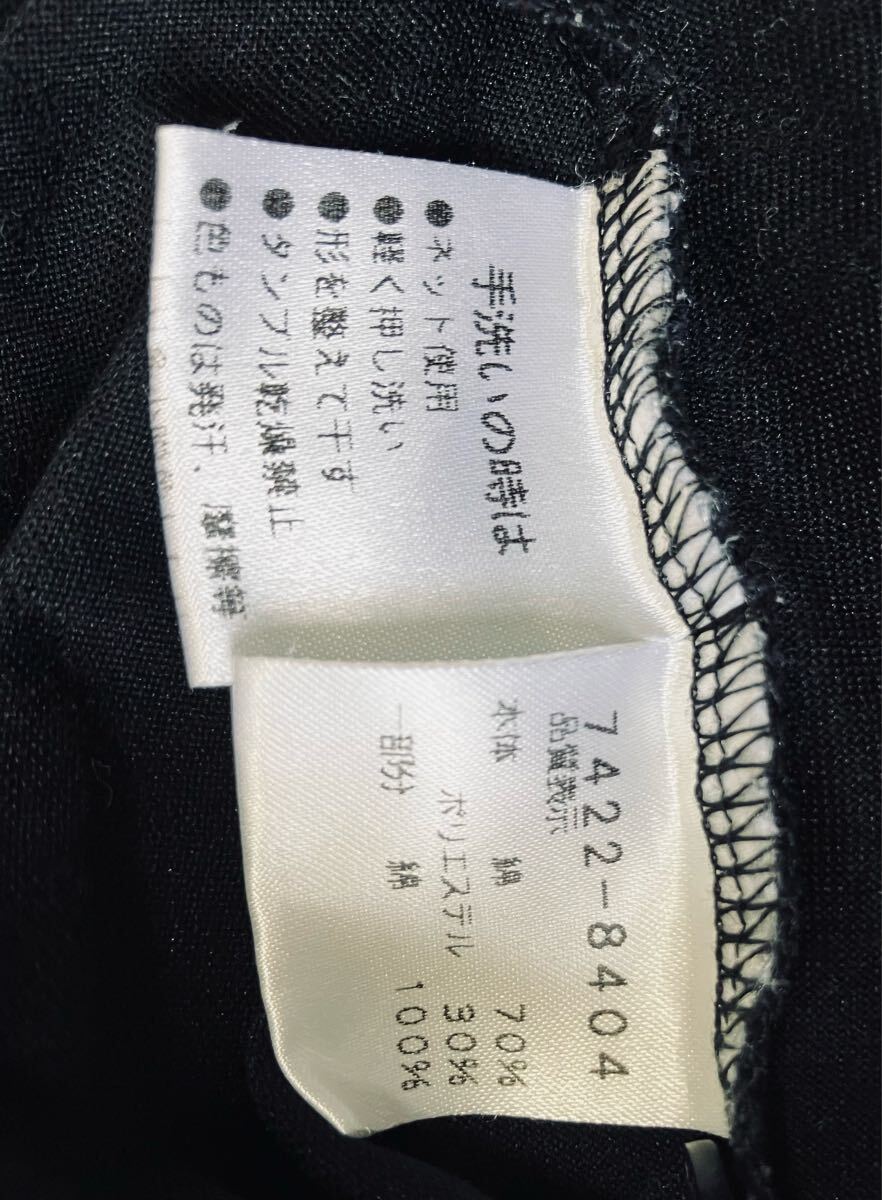 手洗いの時は
●ネット使用
●軽く押し洗い
●形を整えて干す
●タンブル乾燥禁止
●色ものは発汗、摩擦等
7422-8404
品質表示
本体 綿 70%
ポリエステル 30%
一部分 綿 100%